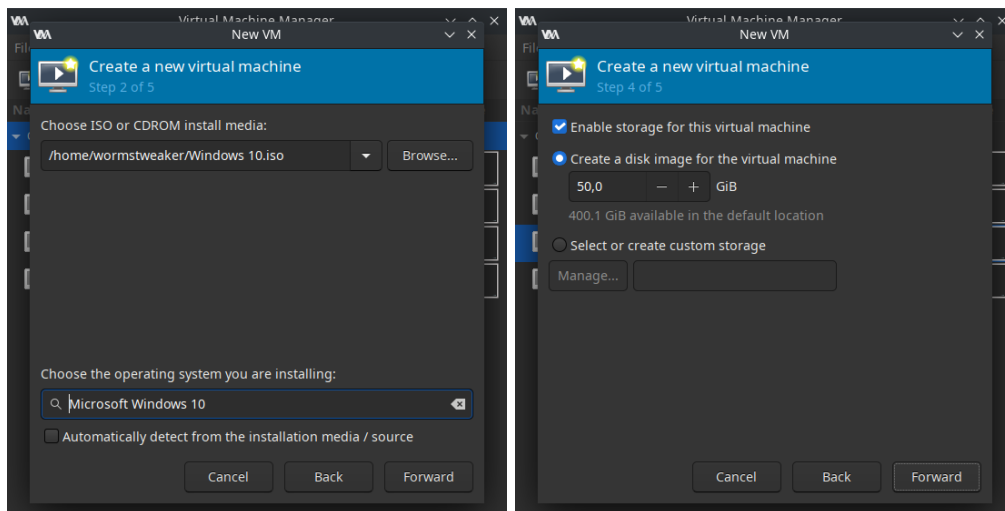 Virtual Machine Manager
New VM
Fil
Create a new virtual machine
Step 2 of 5
Na
Choose ISO or CDROM install media:
/home/wormstweaker/Windows 10.iso
Browse...
Choose the operating system you are installing:
Microsoft Windows 10
Automatically detect from the installation media / source
Cancel
Back
Forward
Virtual Machine Manager
New VM
Fil
Create a new virtual machine
Step 4 of 5
Na
Enable storage for this virtual machine
Create a disk image for the virtual machine
50,0 — + GiB
400.1 GiB available in the default location
Select or create custom storage
Manage...
Cancel
Back
Forward